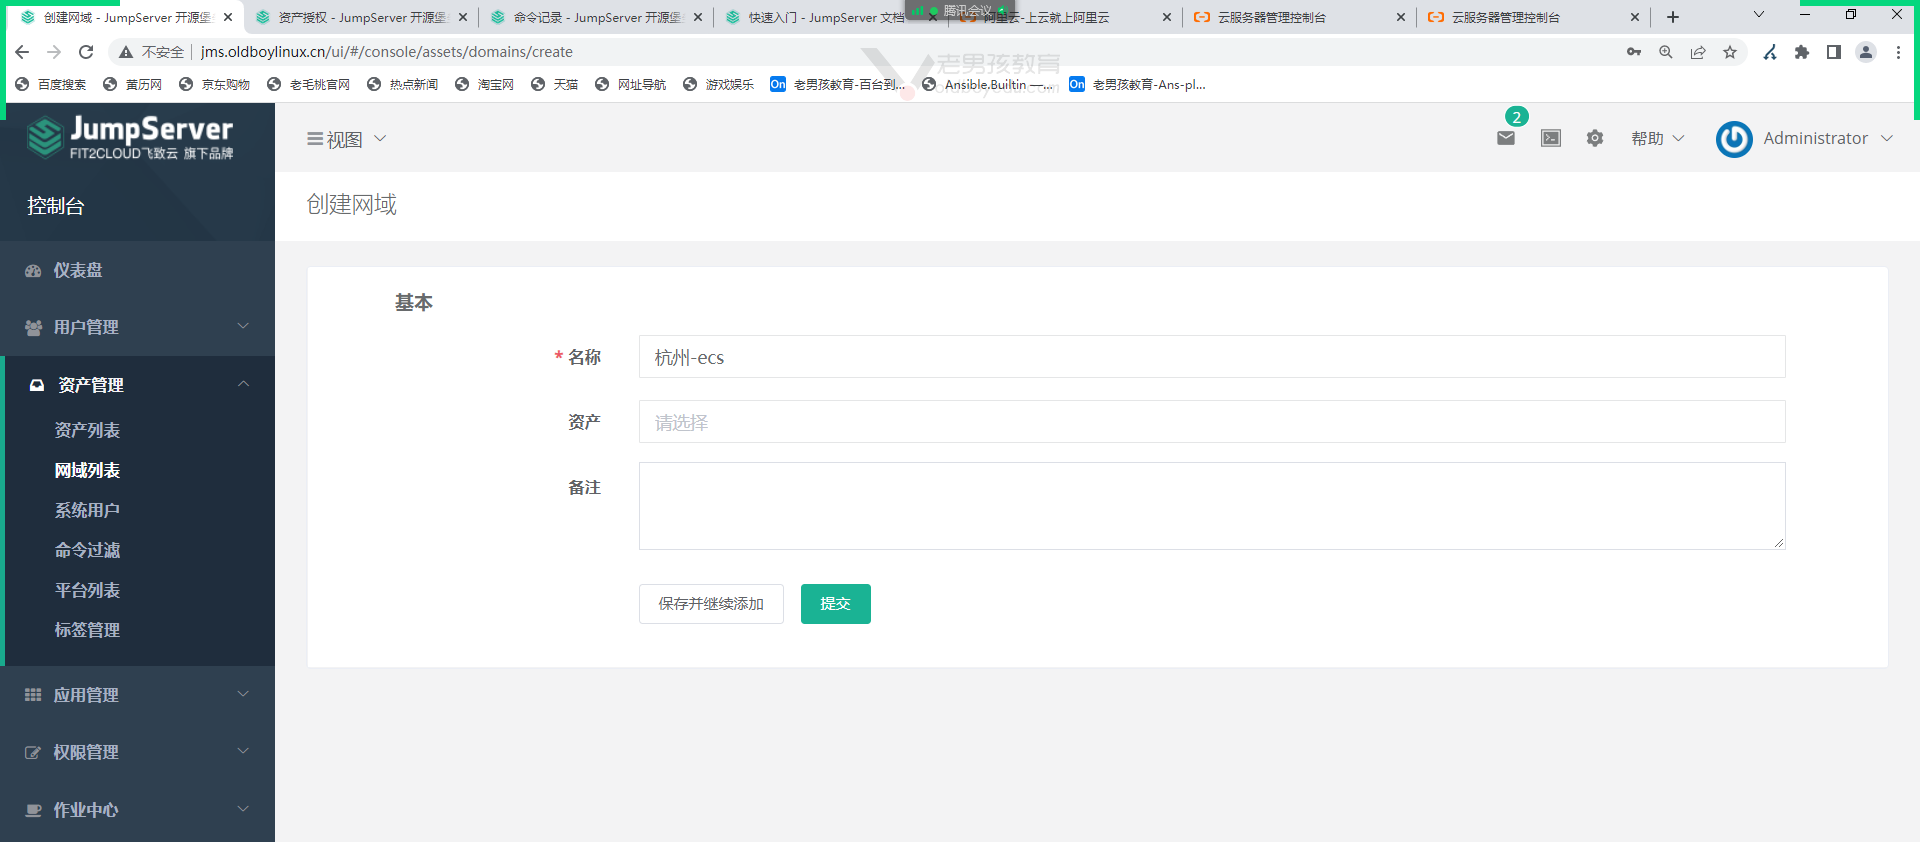 创建网域 - JumpServer 开源堡
资产授权 - JumpServer 开源堡
命令记录 - JumpServer 开源堡
快速入门 - JumpServer 文档
腾讯会议
阿里云-上云就上阿里云
云服务器管理控制台
云服务器管理控制台
不安全
jms.oldboylinux.cn/ui/#/console/assets/domains/create
老男孩教育
百度搜索
黄历网
京东购物
老毛桃官网
热点新闻
淘宝网
天猫
网址导航
游戏娱乐
On 老男孩教育-百台到...
Ansible.Builtin —...
On 老男孩教育-Ans-pl...
JumpServer
FIT2CLOUD飞致云 旗下品牌
视图
2
帮助
Administrator
控制台
创建网域
仪表盘
用户管理
资产管理
资产列表
网域列表
系统用户
命令过滤
平台列表
标签管理
应用管理
权限管理
作业中心
基本
* 名称
杭州-ecs
资产
请选择
备注
保存并继续添加
提交